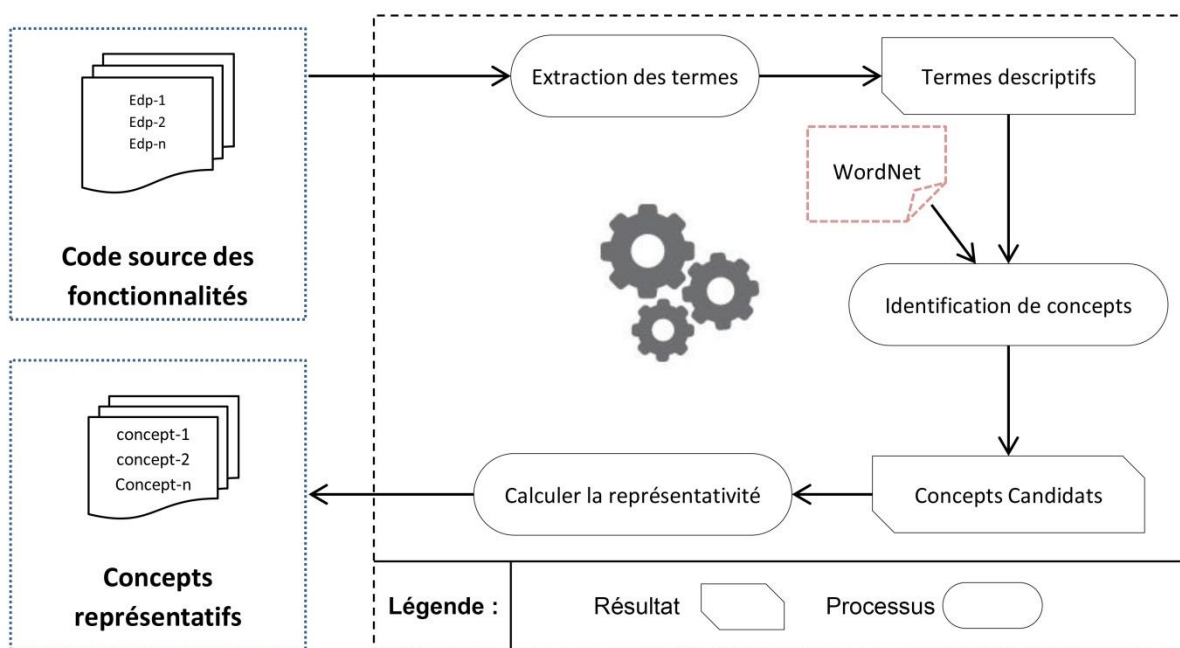 Edp-1
Edp-2
Edp-n
Code source des
fonctionnalités
Extraction des termes
Termes descriptifs
WordNet
Identification de concepts
Concepts Candidats
Calculer la représentativité
concept-1
concept-2
Concept-n
Concepts
représentatifs
Légende :
Résultat
Processus